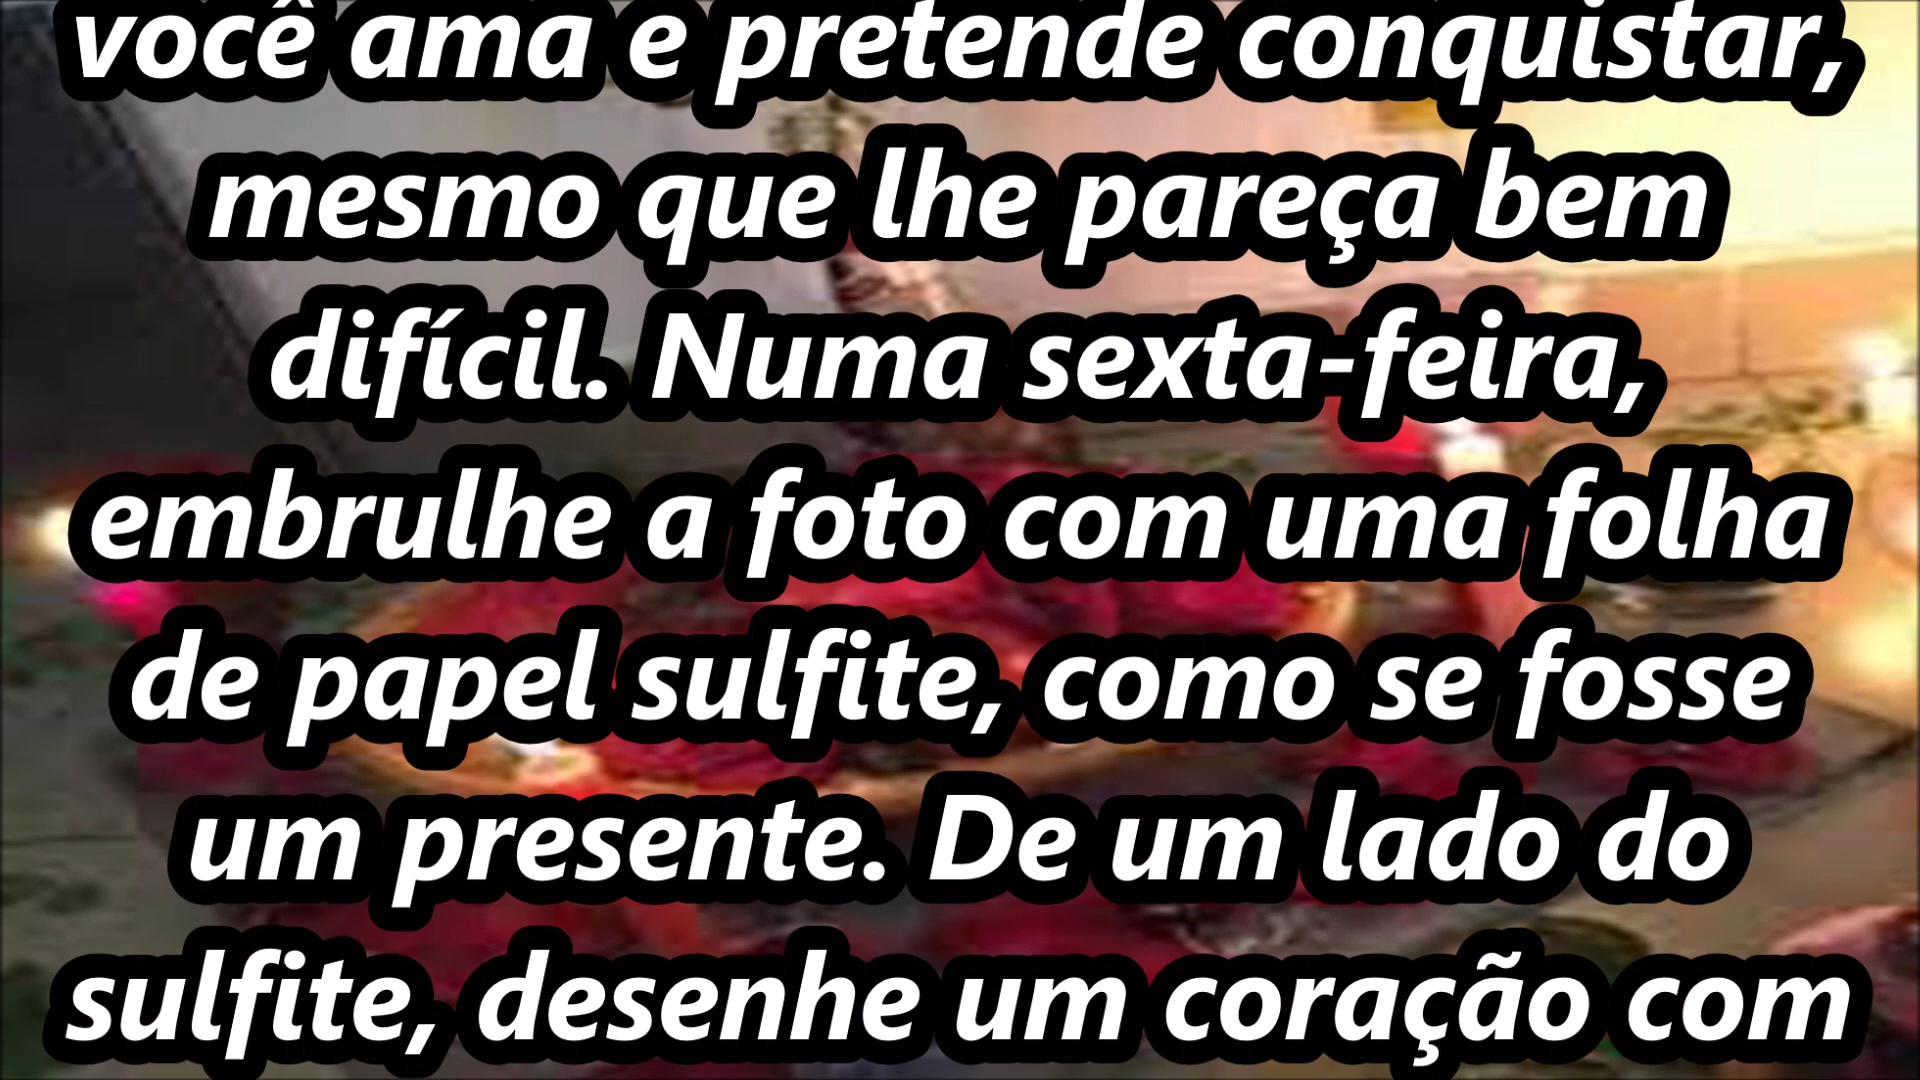 você ama e pretende conquistar,
mesmo que lhe pareça bem
difícil. Numa sexta-feira,
embrulhe a foto com uma folha
de papel sulfite, como se fosse
um presente. De um lado do
sulfite, desenhe um coração com